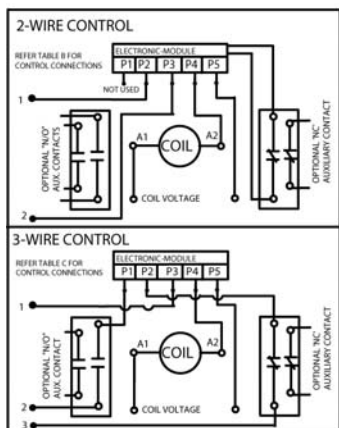 2-WIRE CONTROL
REFER TABLE B FOR
CONTROL CONNECTIONS
ELECTRONIC-MODULE
P1 P2 P3 P4 P5
NOT USED
1
OPTIONAL "N/O"
AUX. CONTACTS
A1
COIL
A2
COIL VOLTAGE
OPTIONAL "NC"
AUXILIARY CONTACT
2
3-WIRE CONTROL
REFER TABLE C FOR
CONTROL CONNECTIONS
ELECTRONIC-MODULE
P1 P2 P3 P4 P5
1
OPTIONAL "N/O"
AUX. CONTACT
A1
COIL
A2
COIL VOLTAGE
OPTIONAL "NC"
AUXILIARY CONTACT
2
3